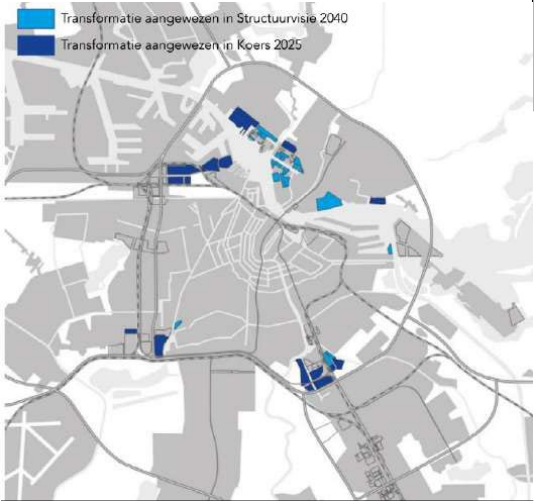 Transformatie aangewezen in Structuurvisie 2040
Transformatie aangewezen in Koers 2025